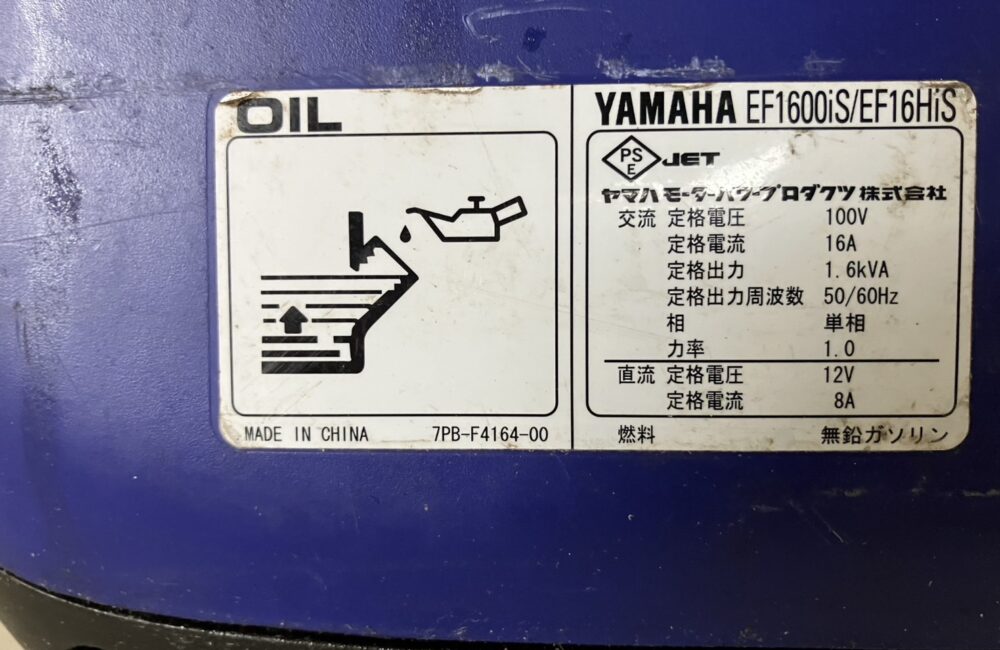 OIL
MADE IN CHINA 7PB-F4164-00
YAMAHA EF1600iS/EF16HiS
PS
E
JET
ヤマハモーターパワープロダクツ株式会社
交流 定格電圧 100V
定格電流 16A
定格出力 1.6kVA
定格出力周波数 50/60Hz
相 単相
力率 1.0
直流 定格電圧 12V
定格電流 8A
燃料 無鉛ガソリン